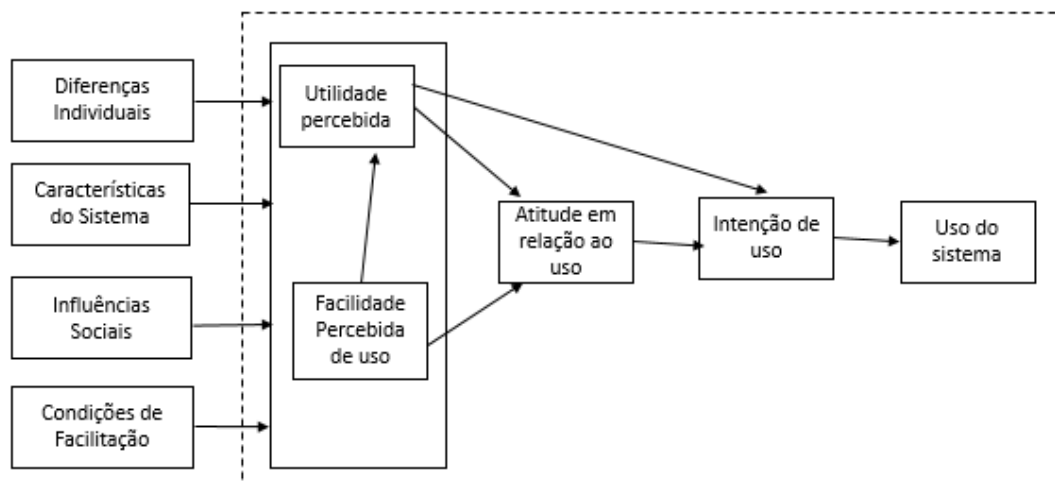 Diferenças
Individuais
Característícas
do Sistema
Influências
Sociais
Condições de
Facilitação
Utilidade
percebida
Facilidade
Percebida
de uso
Atitude em
relação ao
uso
Intenção de
uso
Uso do
sistema